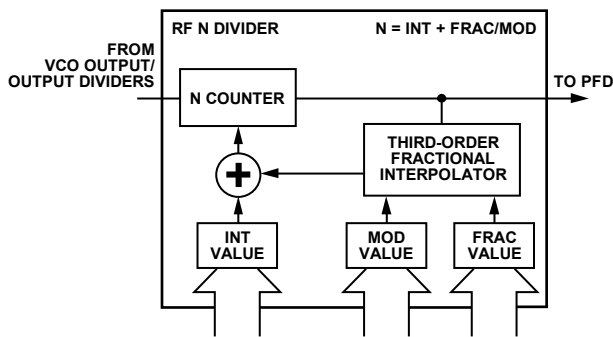 RF N DIVIDER
N = INT + FRAC/MOD
FROM
VCO OUTPUT/
OUTPUT DIVIDERS
TO PFD
N COUNTER
THIRD-ORDER
FRACTIONAL
INTERPOLATOR
+
INT
VALUE
MOD
VALUE
FRAC
VALUE